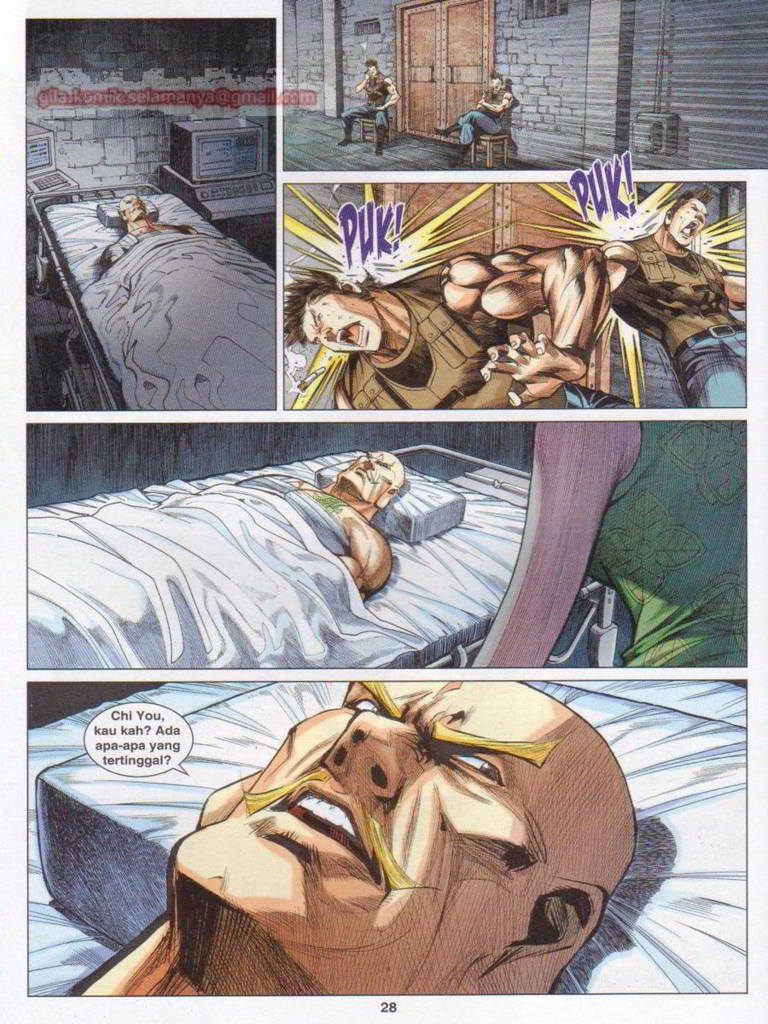 gila.komik.selamanya@gmail.com
PUK!
PUK!
Chi You,
kau kah? Ada
apa-apa yang
tertinggal?
28